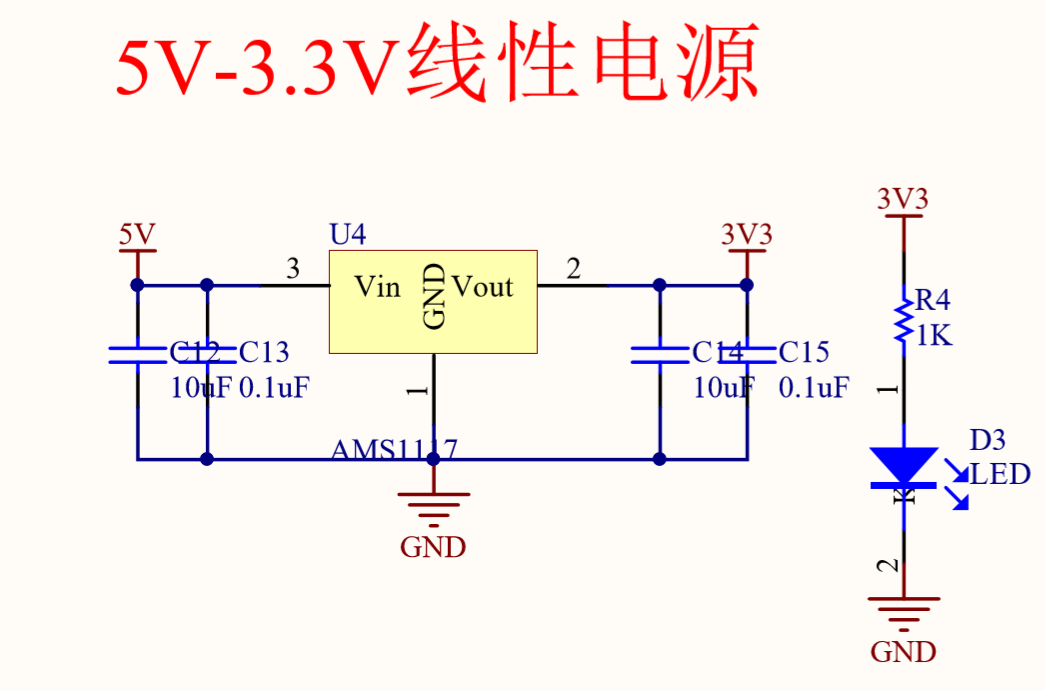 5V-3.3V线性电源
5V
U4
3
Vin
GND
Vout
2
3V3
C12
10uF
C13
0.1uF
1
AMS1117
GND
C14
10uF
C15
0.1uF
3V3
R4
1K
1
D3
LED
K
2
GND